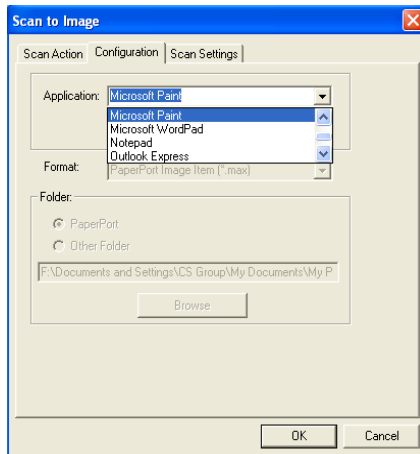 Scan to Image
Scan Action Configuration Scan Settings
Application: Microsoft Paint
Microsoft Paint
Microsoft WordPad
Notepad
Outlook Express
Format: PaperPort Image Item (*.max)
Folder:
PaperPort
Other Folder
F:\Documents and Settings\CS Group\My Documents\My P
Browse
OK Cancel